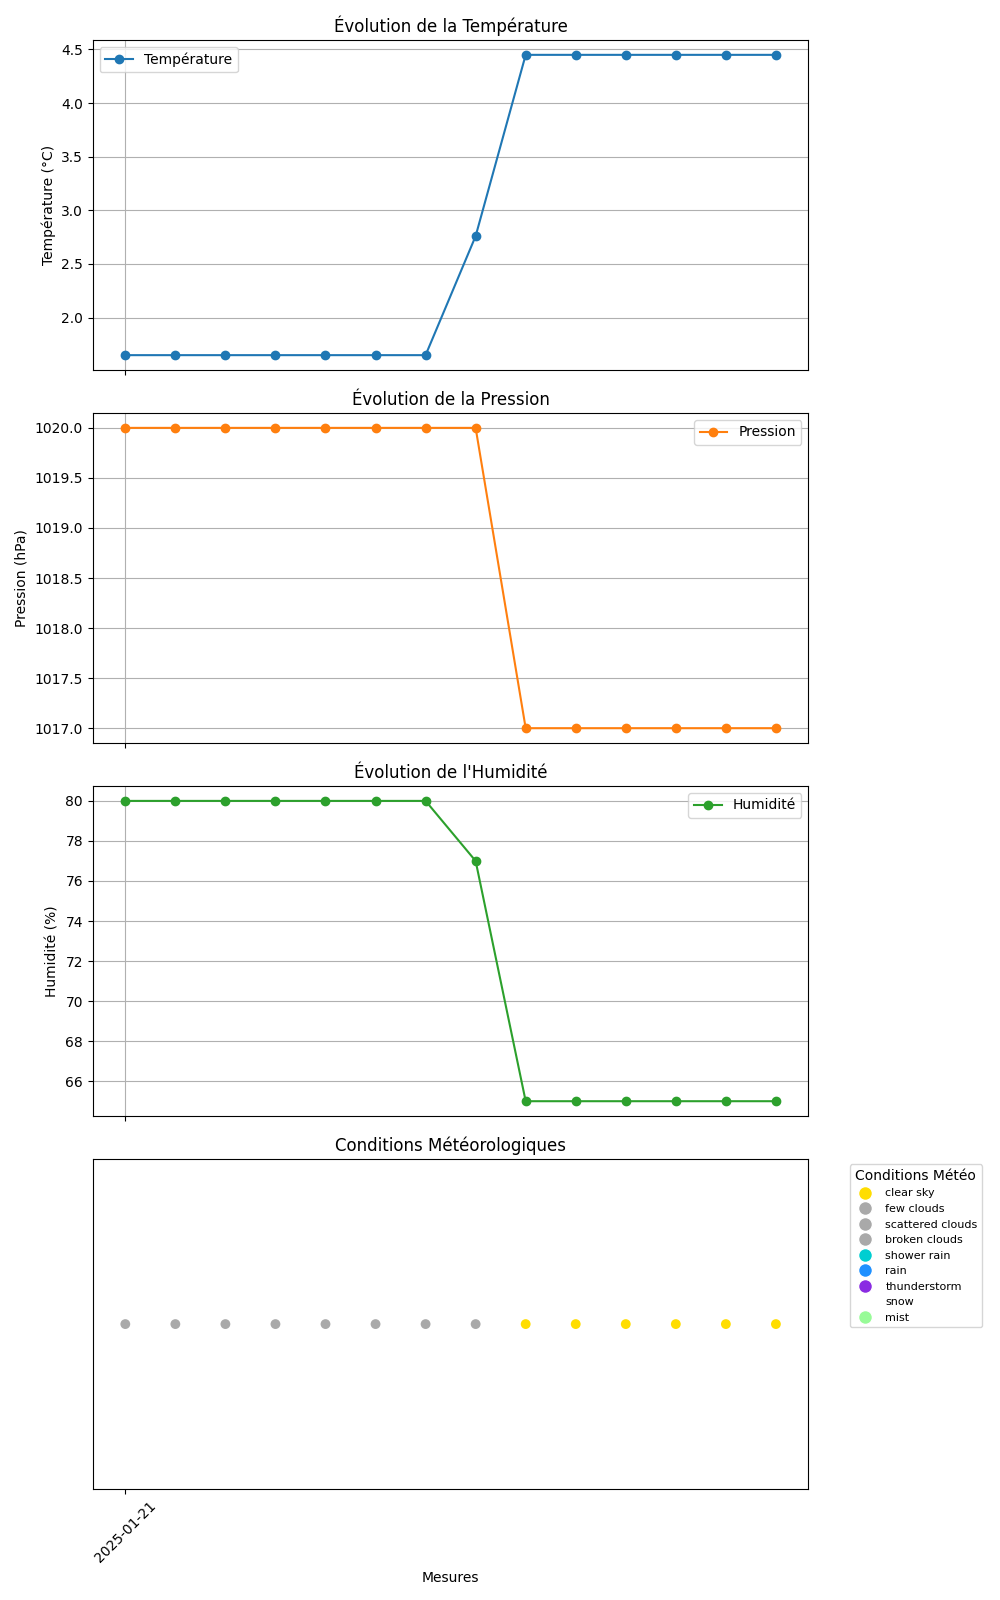 Évolution de la Température
4.5
4.0
3.5
3.0
2.5
2.0
Température (°C)
Température
Évolution de la Pression
1020.0
1019.5
1019.0
1018.5
1018.0
1017.5
1017.0
Pression (hPa)
Pression
Évolution de l'Humidité
80
78
76
74
72
70
68
66
Humidité (%)
Humidité
Conditions Météorologiques
Conditions Météo
clear sky
few clouds
scattered clouds
broken clouds
shower rain
rain
thunderstorm
snow
mist
2025-01-21
Mesures